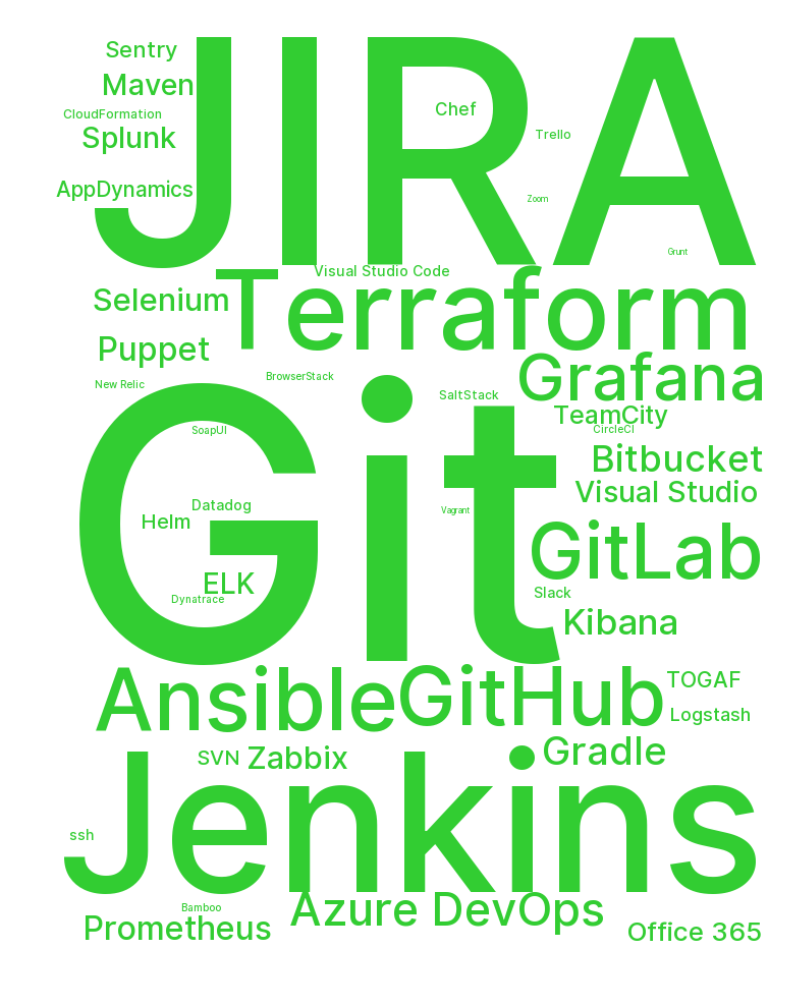 JIRA
Sentry
Maven
CloudFormation
Splunk
AppDynamics
Chef
Trello
Zoom
Grunt
Visual Studio Code
Terraform
Selenium
Puppet
Grafana
New Relic
BrowserStack
SaltStack
TeamCity
CircleCI
Git
SoapUI
Bitbucket
Visual Studio
Datadog
Helm
Vagrant
GitLab
ELK
Dynatrace
Slack
Kibana
Ansible
GitHub
TOGAF
Logstash
SVN
Zabbix
Gradle
Jenkins
ssh
Bamboo
Azure DevOps
Prometheus
Office 365